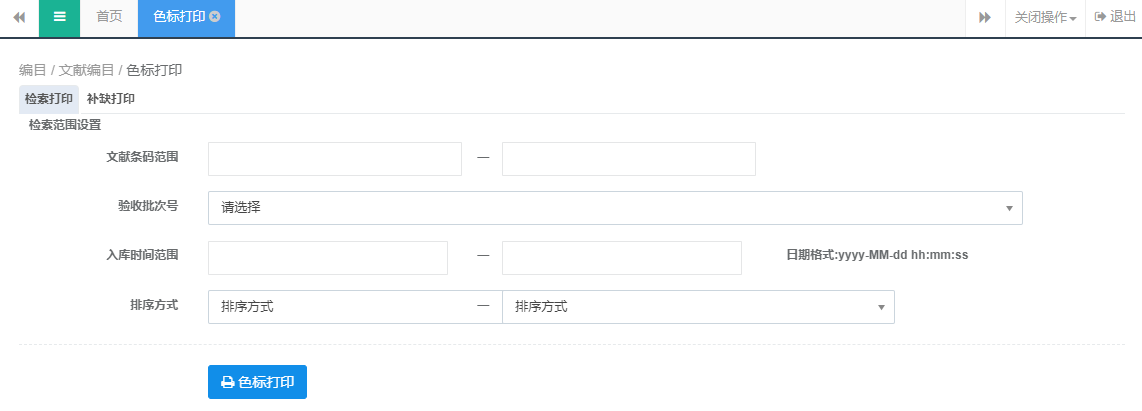 首页 色标打印 关闭操作 退出
编目 / 文献编目 / 色标打印
检索打印 补缺打印
检索范围设置
文献条码范围 —
验收批次号 请选择
入库时间范围 — 日期格式:yyyy-MM-dd hh:mm:ss
排序方式 排序方式 — 排序方式
色标打印